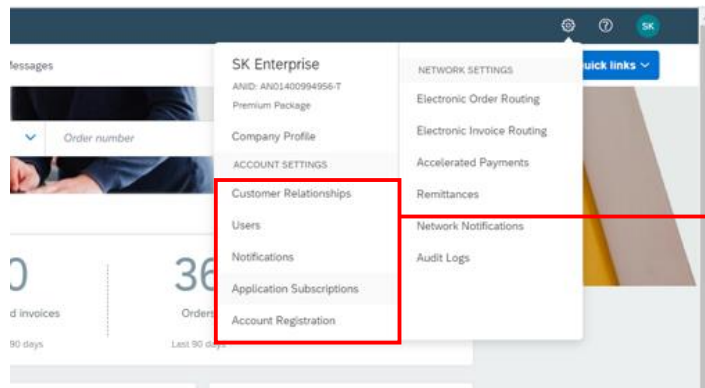 SK
Messages
Quick links
Order number
SK Enterprise
ANID: AN01400994956-T
Premium Package
Company Profile
ACCOUNT SETTINGS
Customer Relationships
Users
Notifications
Application Subscriptions
Account Registration
NETWORK SETTINGS
Electronic Order Routing
Electronic Invoice Routing
Accelerated Payments
Remittances
Network Notifications
Audit Logs
0
d invoices
90 days
36
Orders
Last 90 days